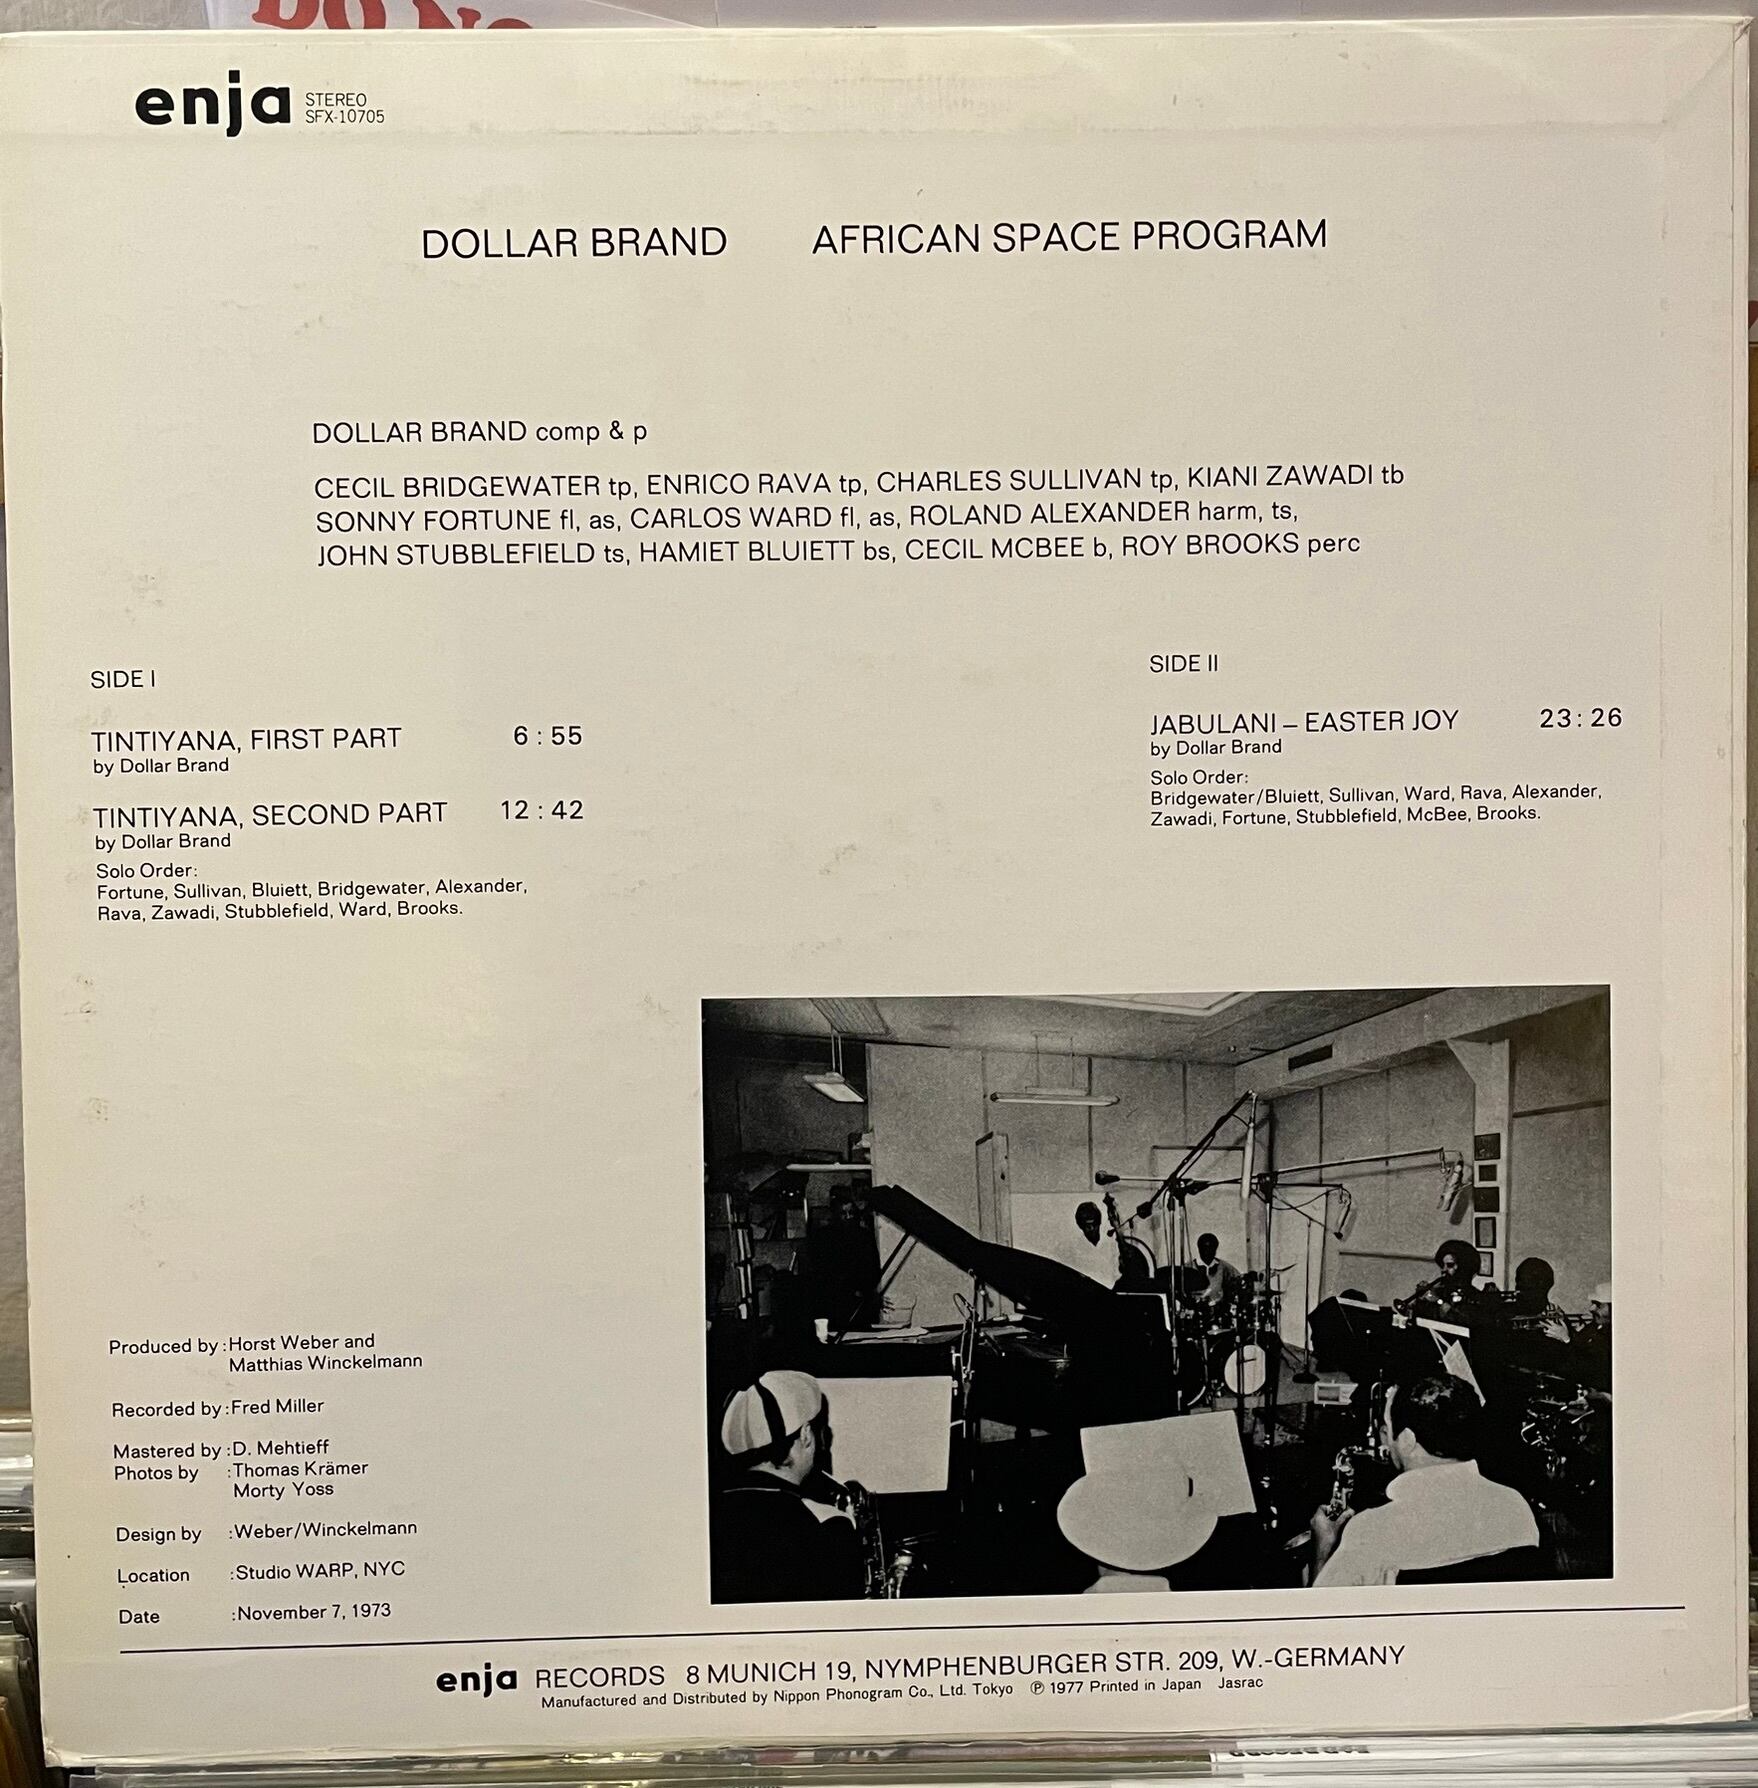 DO NO
enja STEREO
SFX-10705
DOLLAR BRAND AFRICAN SPACE PROGRAM
DOLLAR BRAND comp & p
CECIL BRIDGEWATER tp, ENRICO RAVA tp, CHARLES SULLIVAN tp, KIANI ZAWADI tb
SONNY FORTUNE fl, as, CARLOS WARD fl, as, ROLAND ALEXANDER harm, ts,
JOHN STUBBLEFIELD ts, HAMIET BLUIETT bs, CECIL MCBEE b, ROY BROOKS perc
SIDE I
TINTIYANA, FIRST PART 6 : 55
by Dollar Brand
TINTIYANA, SECOND PART 12 : 42
by Dollar Brand
Solo Order:
Fortune, Sullivan, Bluiett, Bridgewater, Alexander,
Rava, Zawadi, Stubblefield, Ward, Brooks.
SIDE II
JABULANI – EASTER JOY 23 : 26
by Dollar Brand
Solo Order:
Bridgewater/Bluiett, Sullivan, Ward, Rava, Alexander,
Zawadi, Fortune, Stubblefield, McBee, Brooks.
Produced by :Horst Weber and
Matthias Winckelmann
Recorded by :Fred Miller
Mastered by :D. Mehtieff
Photos by :Thomas Krämer
Morty Yoss
Design by :Weber/Winckelmann
Location :Studio WARP, NYC
Date :November 7, 1973
enja RECORDS 8 MUNICH 19, NYMPHENBURGER STR. 209, W.-GERMANY
Manufactured and Distributed by Nippon Phonogram Co., Ltd. Tokyo ℗ 1977 Printed in Japan Jasrac